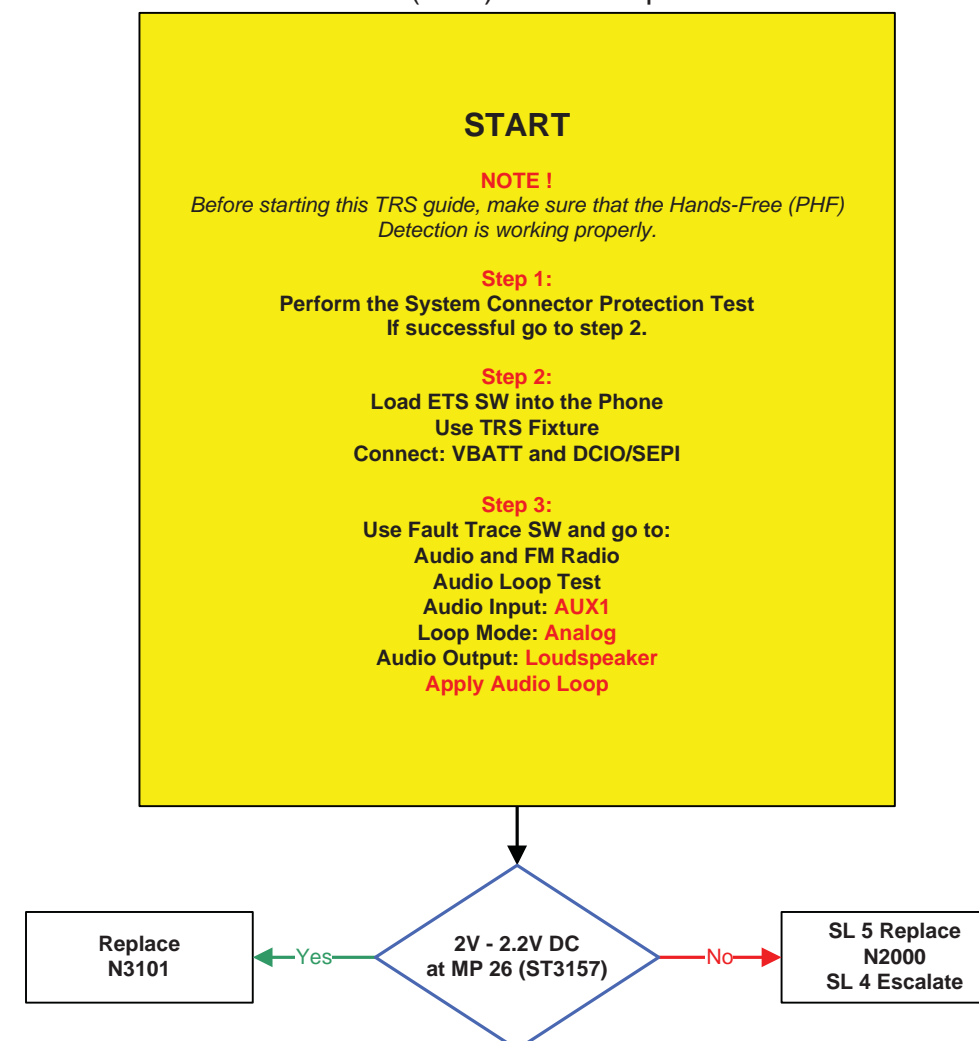 START
NOTE !
Before starting this TRS guide, make sure that the Hands-Free (PHF)
Detection is working properly.
Step 1:
Perform the System Connector Protection Test
If successful go to step 2.
Step 2:
Load ETS SW into the Phone
Use TRS Fixture
Connect: VBATT and DCIO/SEPI
Step 3:
Use Fault Trace SW and go to:
Audio and FM Radio
Audio Loop Test
Audio Input: AUX1
Loop Mode: Analog
Audio Output: Loudspeaker
Apply Audio Loop
Replace
N3101
Yes
2V - 2.2V DC
at MP 26 (ST3157)
No
SL 5 Replace
N2000
SL 4 Escalate